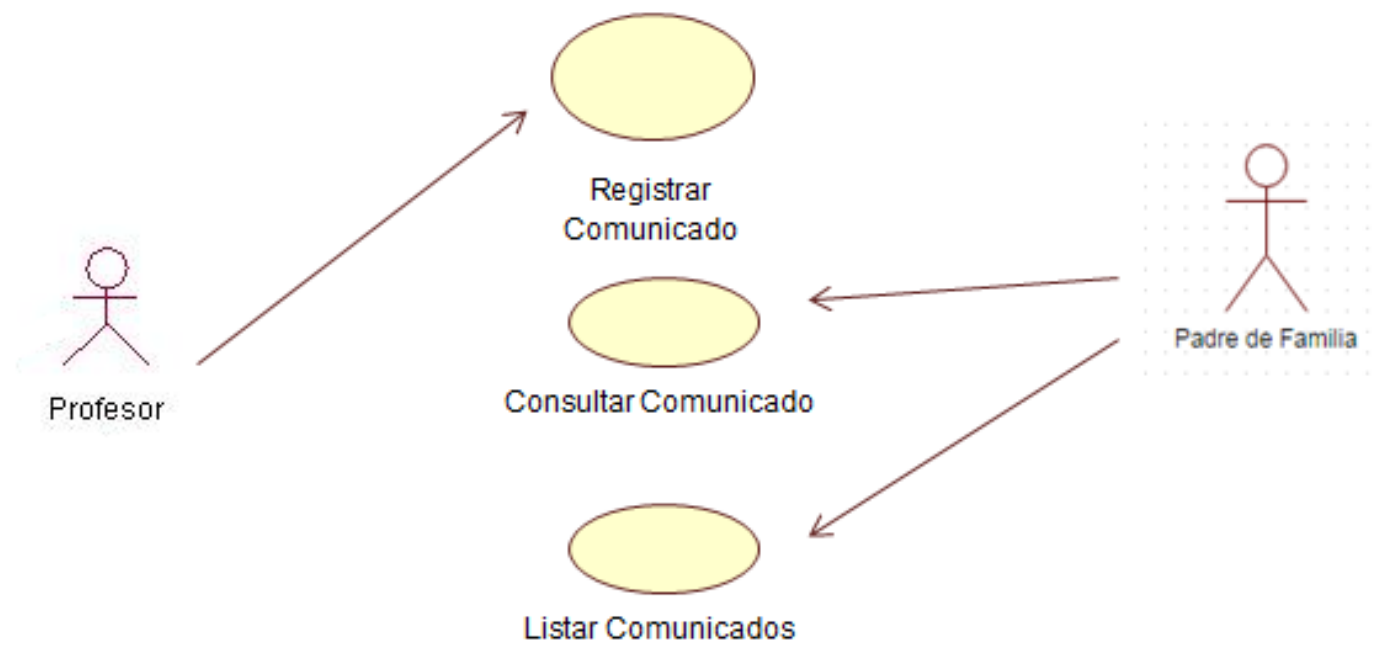 Registrar
Comunicado
Padre de Familia
Profesor
Consultar Comunicado
Listar Comunicados